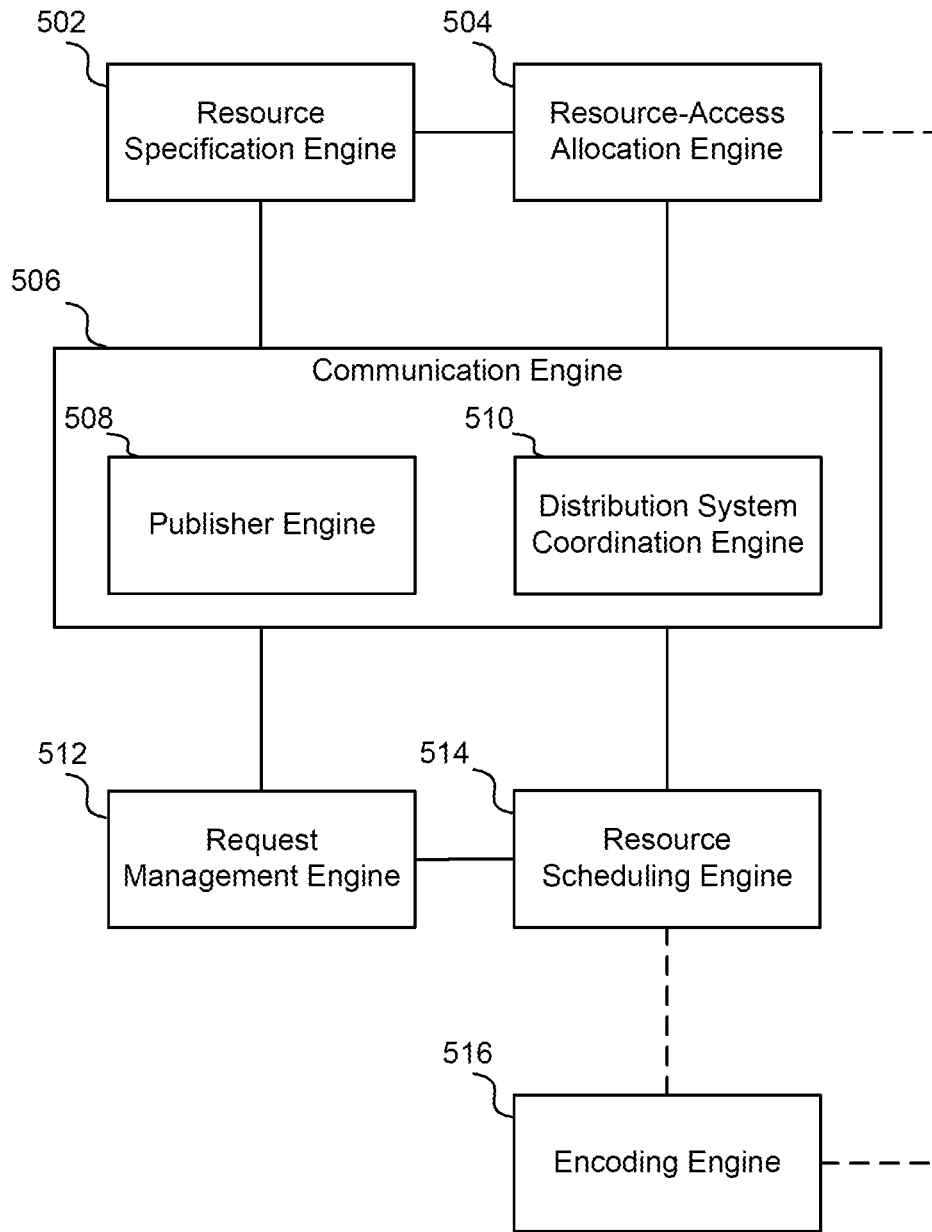 502
504
Resource
Specification Engine
Resource-Access
Allocation Engine
506
Communication Engine
508
510
Publisher Engine
Distribution System
Coordination Engine
512
514
Request
Management Engine
Resource
Scheduling Engine
516
Encoding Engine